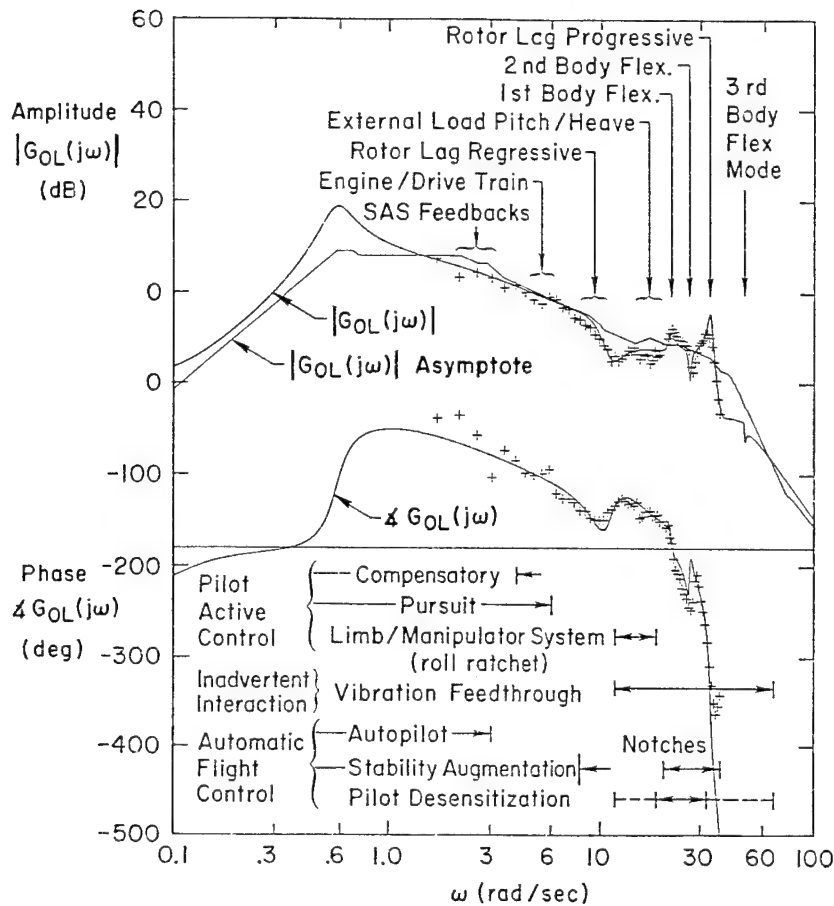 60
40
40
20
0
0
-100
-200
-300
-400
-500
Amplitude
|GOL(jω)|
(dB)
Rotor Lag Progressive
2nd Body Flex.
1st Body Flex.
External Load Pitch/Heave
Rotor Lag Regressive
Engine/Drive Train
SAS Feedbacks
3rd
Body
Flex
Mode
|GOL(jω)|
|GOL(jω)| Asymptote
∡GOL(jω)
Phase
∡GOL(jω)
(deg)
Pilot
Active
Control
Compensatory
Pursuit
Limb/Manipulator System
(roll ratchet)
Inadvertent
Interaction
Vibration Feedthrough
Automatic
Flight
Control
Autopilot
Stability Augmentation
Pilot Desensitization
Notches
0.1 .3 .6 1.0 3 6 10 30 60 100
ω (rad/sec)